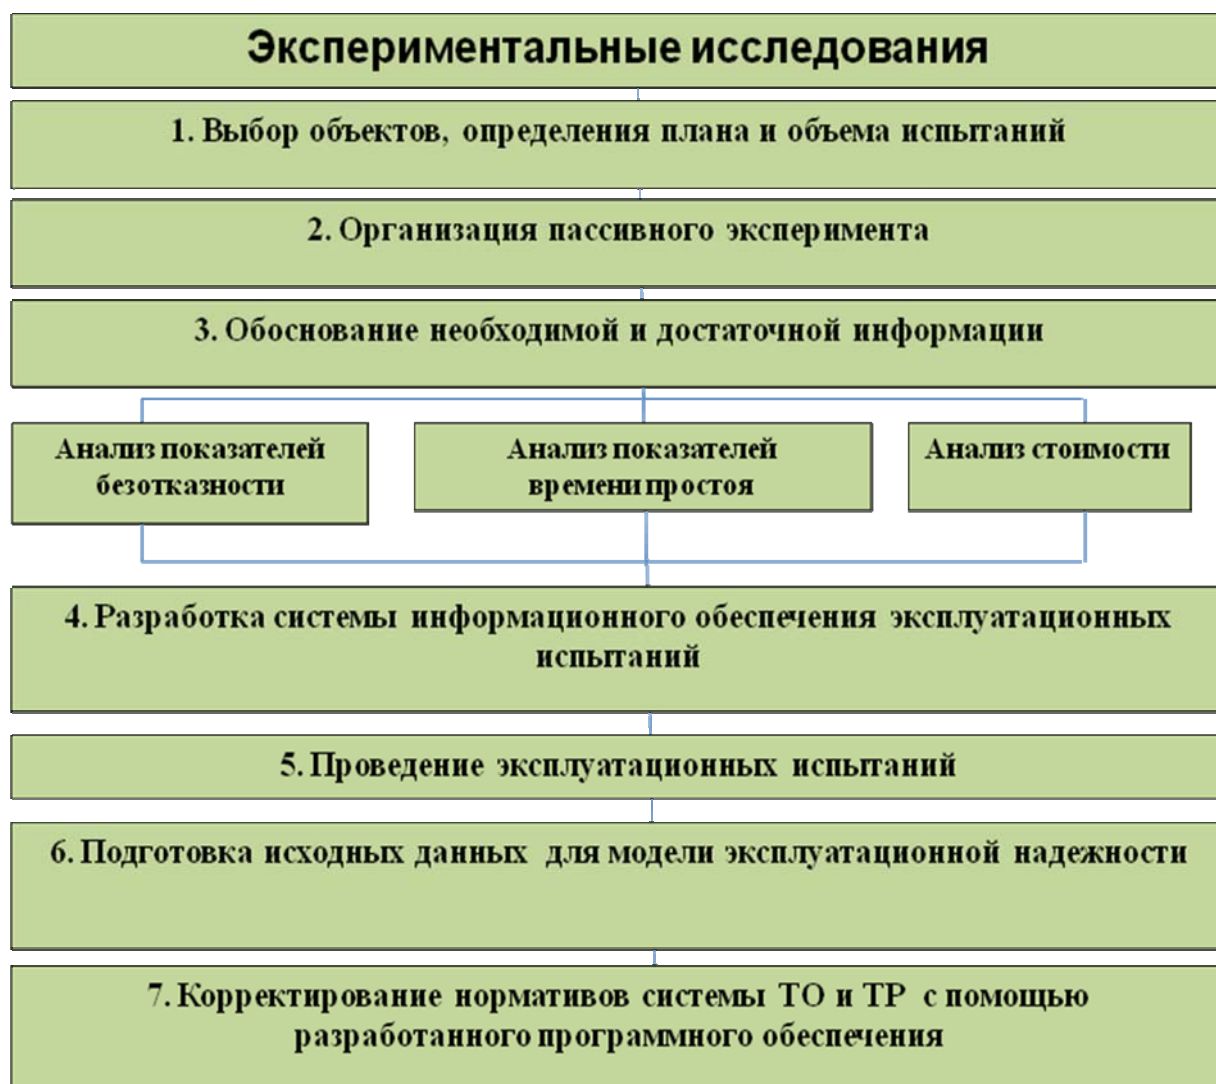 Экспериментальные исследования
1. Выбор объектов, определения плана и объема испытаний
2. Организация пассивного эксперимента
3. Обоснование необходимой и достаточной информации
Анализ показателей
безотказности
Анализ показателей
времени простоя
Анализ стоимости
4. Разработка системы информационного обеспечения эксплуатационных
испытаний
5. Проведение эксплуатационных испытаний
6. Подготовка исходных данных для модели эксплуатационной надежности
7. Корректирование нормативов системы ТО и ТР с помощью
разработанного программного обеспечения